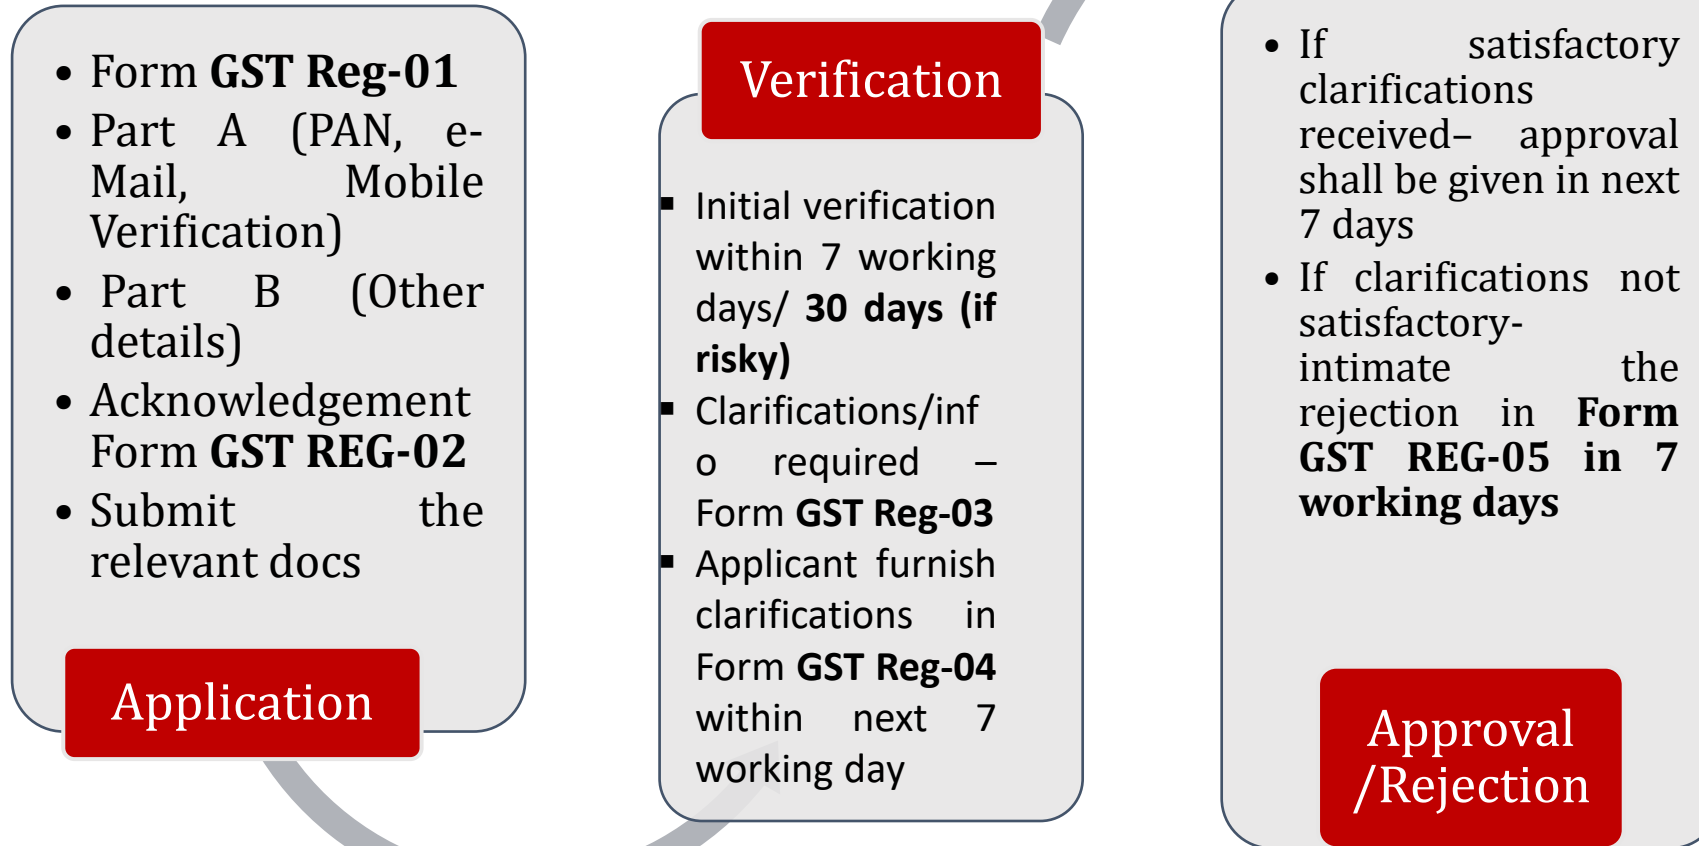 • Form GST Reg-01
• Part A (PAN, e-
Mail, Mobile
Verification)
• Part B (Other
details)
• Acknowledgement
Form GST REG-02
• Submit the
relevant docs
Application
Verification
▪ Initial verification
within 7 working
days/ 30 days (if
risky)
▪ Clarifications/inf
o required –
Form GST Reg-03
▪ Applicant furnish
clarifications in
Form GST Reg-04
within next 7
working day
• If satisfactory
clarifications
received– approval
shall be given in next
7 days
• If clarifications not
satisfactory-
intimate the
rejection in Form
GST REG-05 in 7
working days
Approval
/Rejection